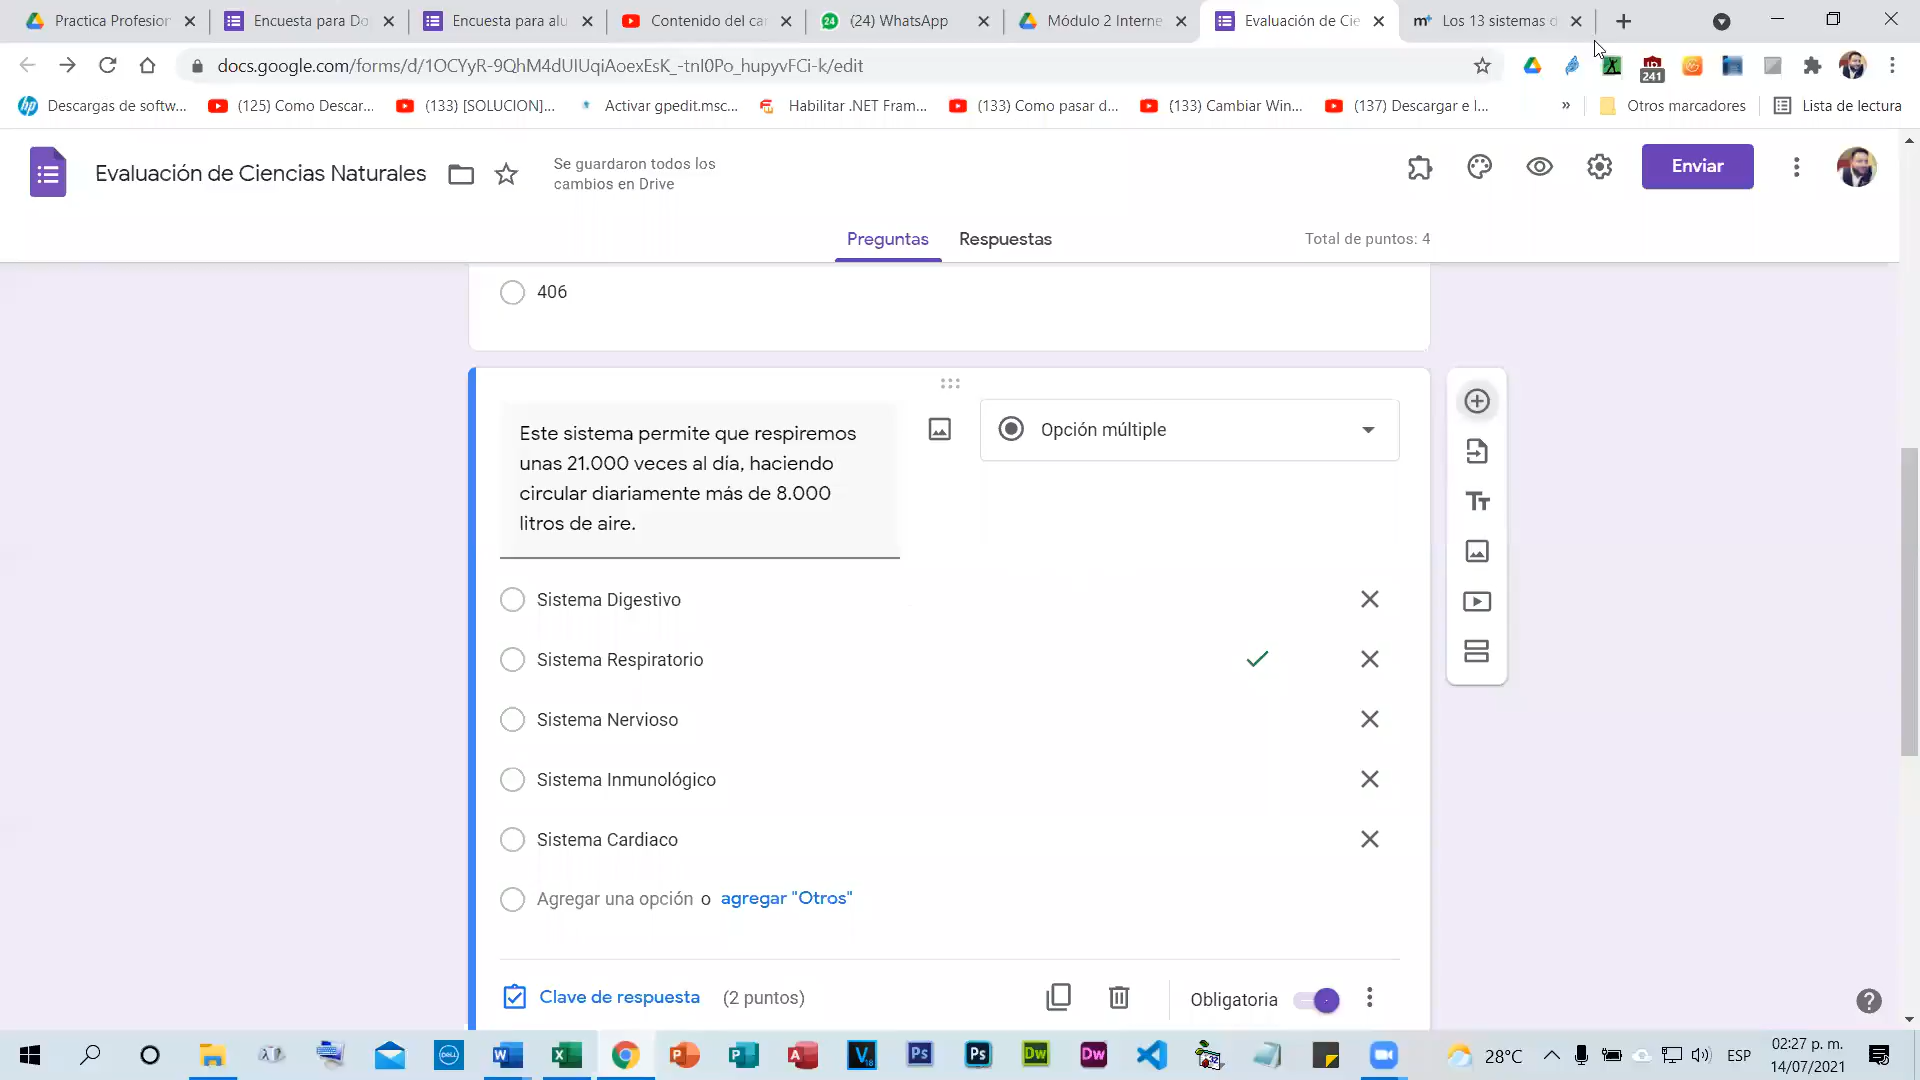 Practica Profesion
Encuesta para Do
Encuesta para alu
Contenido del car
24
(24) WhatsApp
Módulo 2 Interne
Evaluación de Cie
m+
Los 13 sistemas d
docs.google.com/forms/d/1OCYyR-9QhM4dUIUqiAoexEsK_-tnI0Po_hupyvFCi-k/edit
241
Descargas de softw...
(125) Como Descar...
(133) [SOLUCION]...
Activar gpedit.msc...
Habilitar .NET Fram...
(133) Como pasar d...
(133) Cambiar Win...
(137) Descargar e I...
»
Otros marcadores
Lista de lectura
Evaluación de Ciencias Naturales
Se guardaron todos los
cambios en Drive
Enviar
Preguntas
Respuestas
Total de puntos: 4
406
Este sistema permite que respiremos
unas 21.000 veces al día, haciendo
circular diariamente más de 8.000
litros de aire.
Opción múltiple
Sistema Digestivo
Sistema Respiratorio
Sistema Nervioso
Sistema Inmunológico
Sistema Cardiaco
Agregar una opción o agregar "Otros"
Clave de respuesta
(2 puntos)
Obligatoria
28°C
ESP
02:27 p. m.
14/07/2021